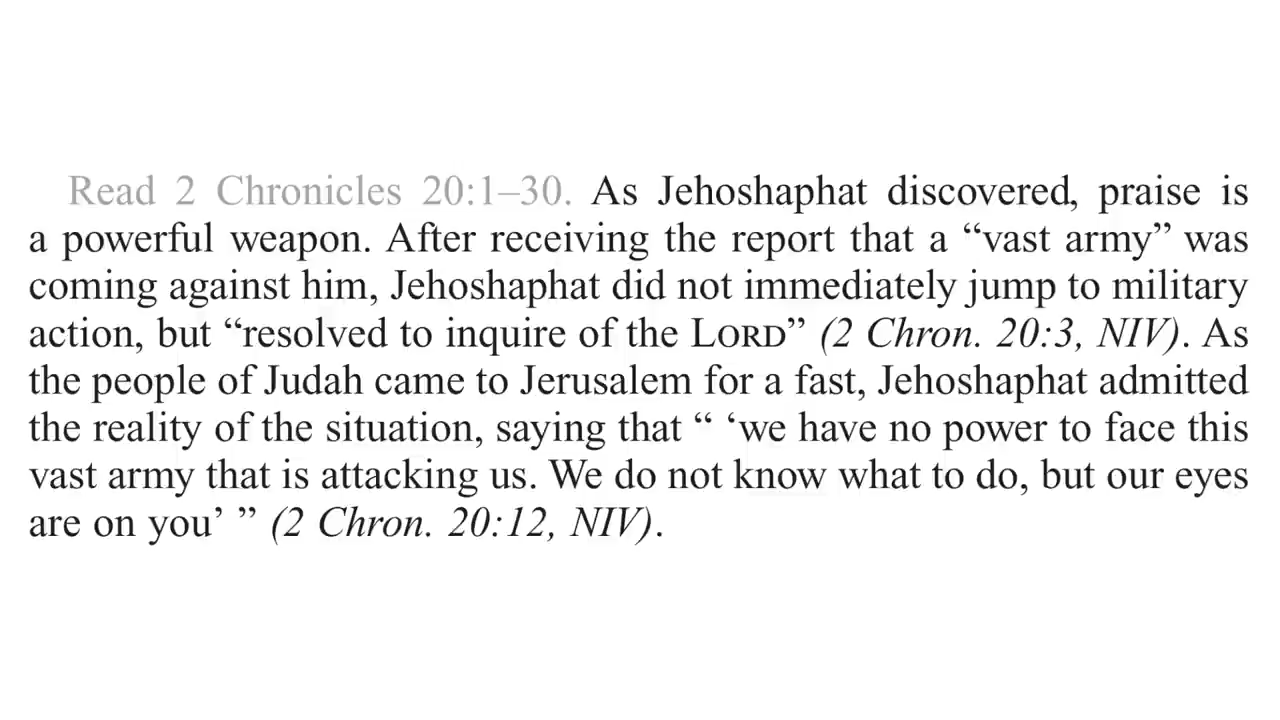 Read 2 Chronicles 20:1–30. As Jehoshaphat discovered, praise is
a powerful weapon. After receiving the report that a “vast army” was
coming against him, Jehoshaphat did not immediately jump to military
action, but “resolved to inquire of the LORD” (2 Chron. 20:3, NIV). As
the people of Judah came to Jerusalem for a fast, Jehoshaphat admitted
the reality of the situation, saying that “ ‘we have no power to face this
vast army that is attacking us. We do not know what to do, but our eyes
are on you’ ” (2 Chron. 20:12, NIV).